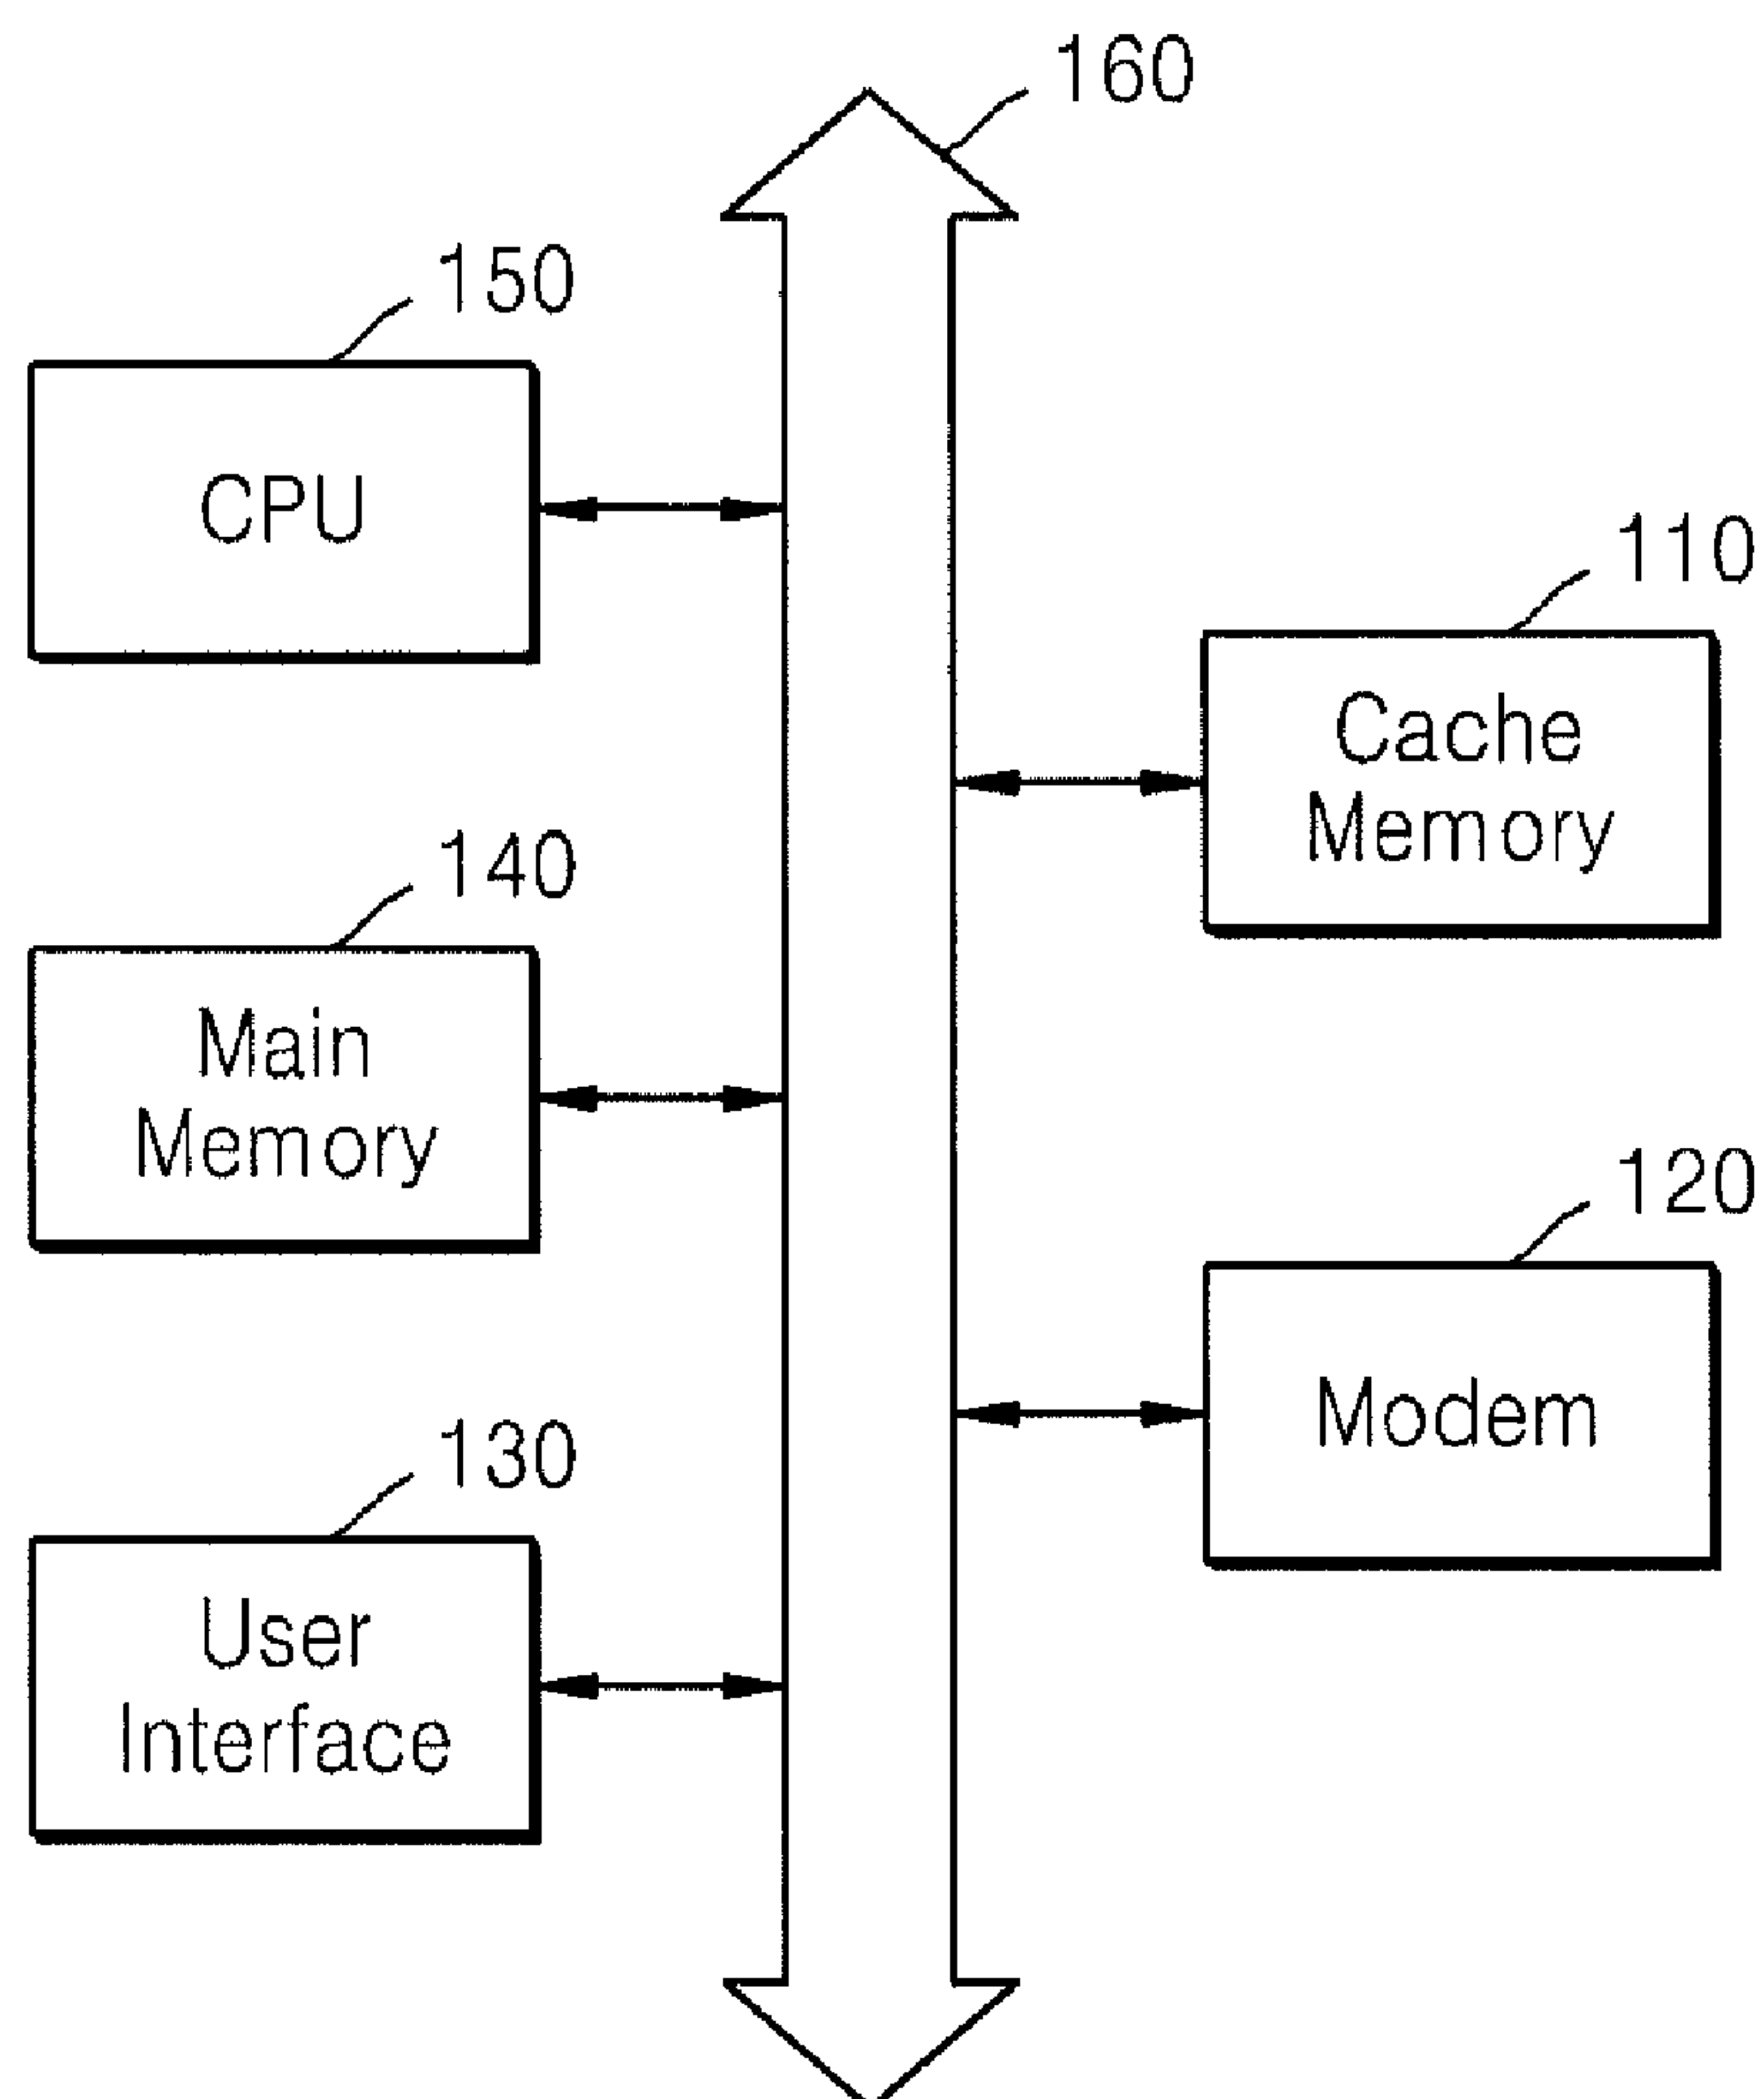 160
150
CPU
110
Cache
Memory
140
Main
Memory
120
Modem
130
User
Interface